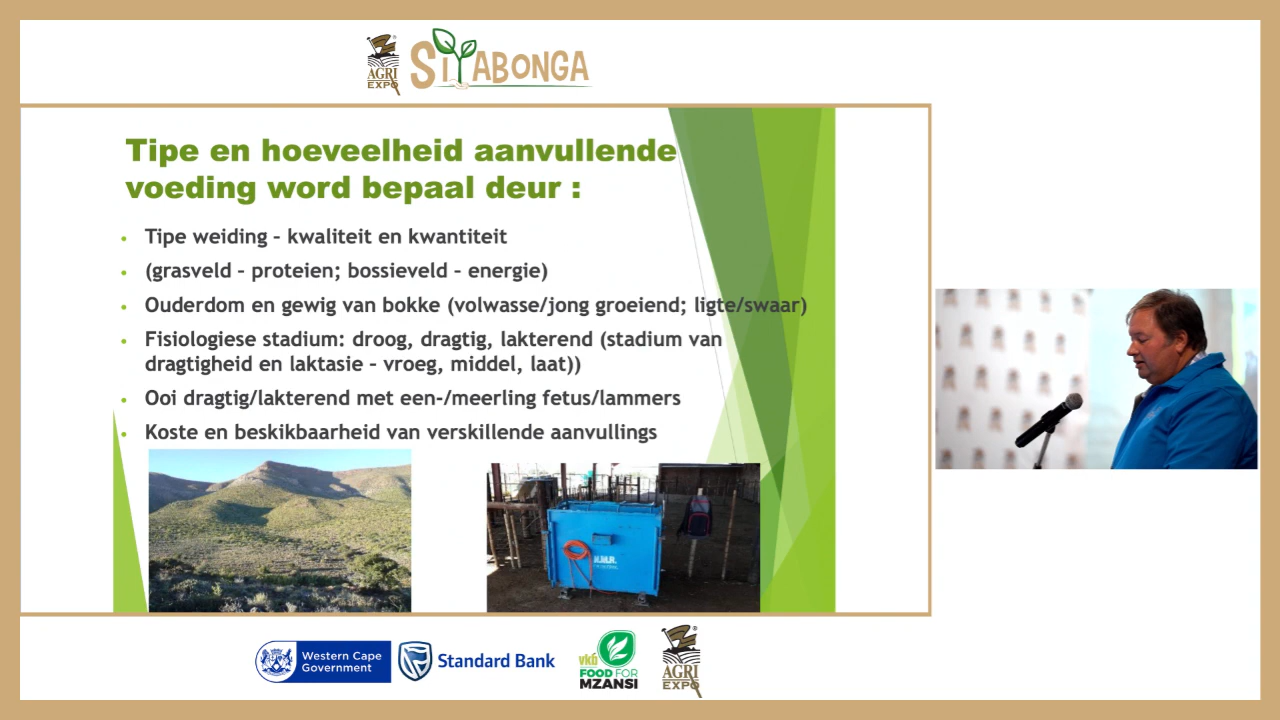 AGRI
EXPO
SIYABONGA
Tipe en hoeveelheid aanvullende
voeding word bepaal deur :
Tipe weiding – kwaliteit en kwantiteit
(grasveld – proteien; bossieveld – energie)
Ouderdom en gewig van bokke (volwasse/jong groeiend; ligte/swaar)
Fisiologiese stadium: droog, dragtig, lakterend (stadium van
dragtigheid en laktasie – vroeg, middel, laat))
Ooi dragtig/lakterend met een-/meerling fetus/lammers
Koste en beskikbaarheid van verskillende aanvullings
Western Cape
Government
Standard Bank
vkb
FOOD FOR
MZANSI
AGRI
EXPO